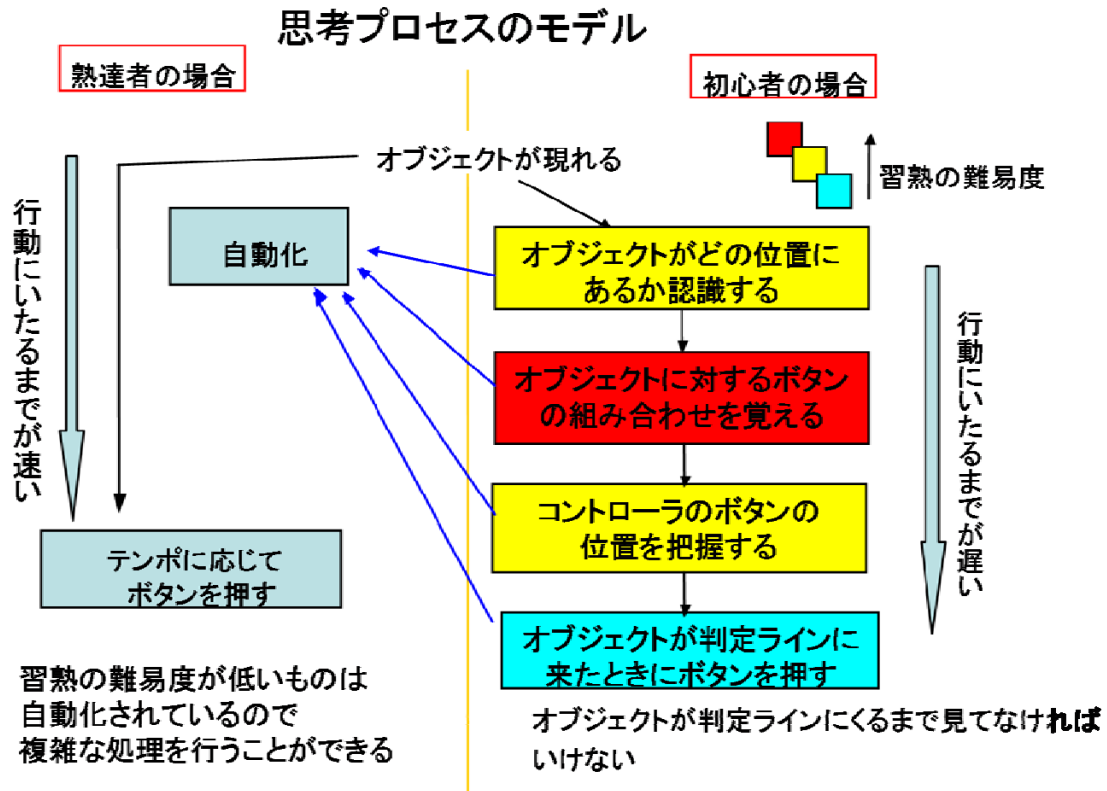 思考プロセスのモデル
熟達者の場合
初心者の場合
オブジェクトが現れる
習熟の難易度
行動にいたるまでが速い
自動化
オブジェクトがどの位置に
あるか認識する
オブジェクトに対するボタン
の組み合わせを覚える
コントローラのボタンの
位置を把握する
オブジェクトが判定ラインに
来たときにボタンを押す
行動にいたるまでが遅い
テンポに応じて
ボタンを押す
習熟の難易度が低いものは
自動化されているので
複雑な処理を行うことができる
オブジェクトが判定ラインにくるまで見てなければ
いけない